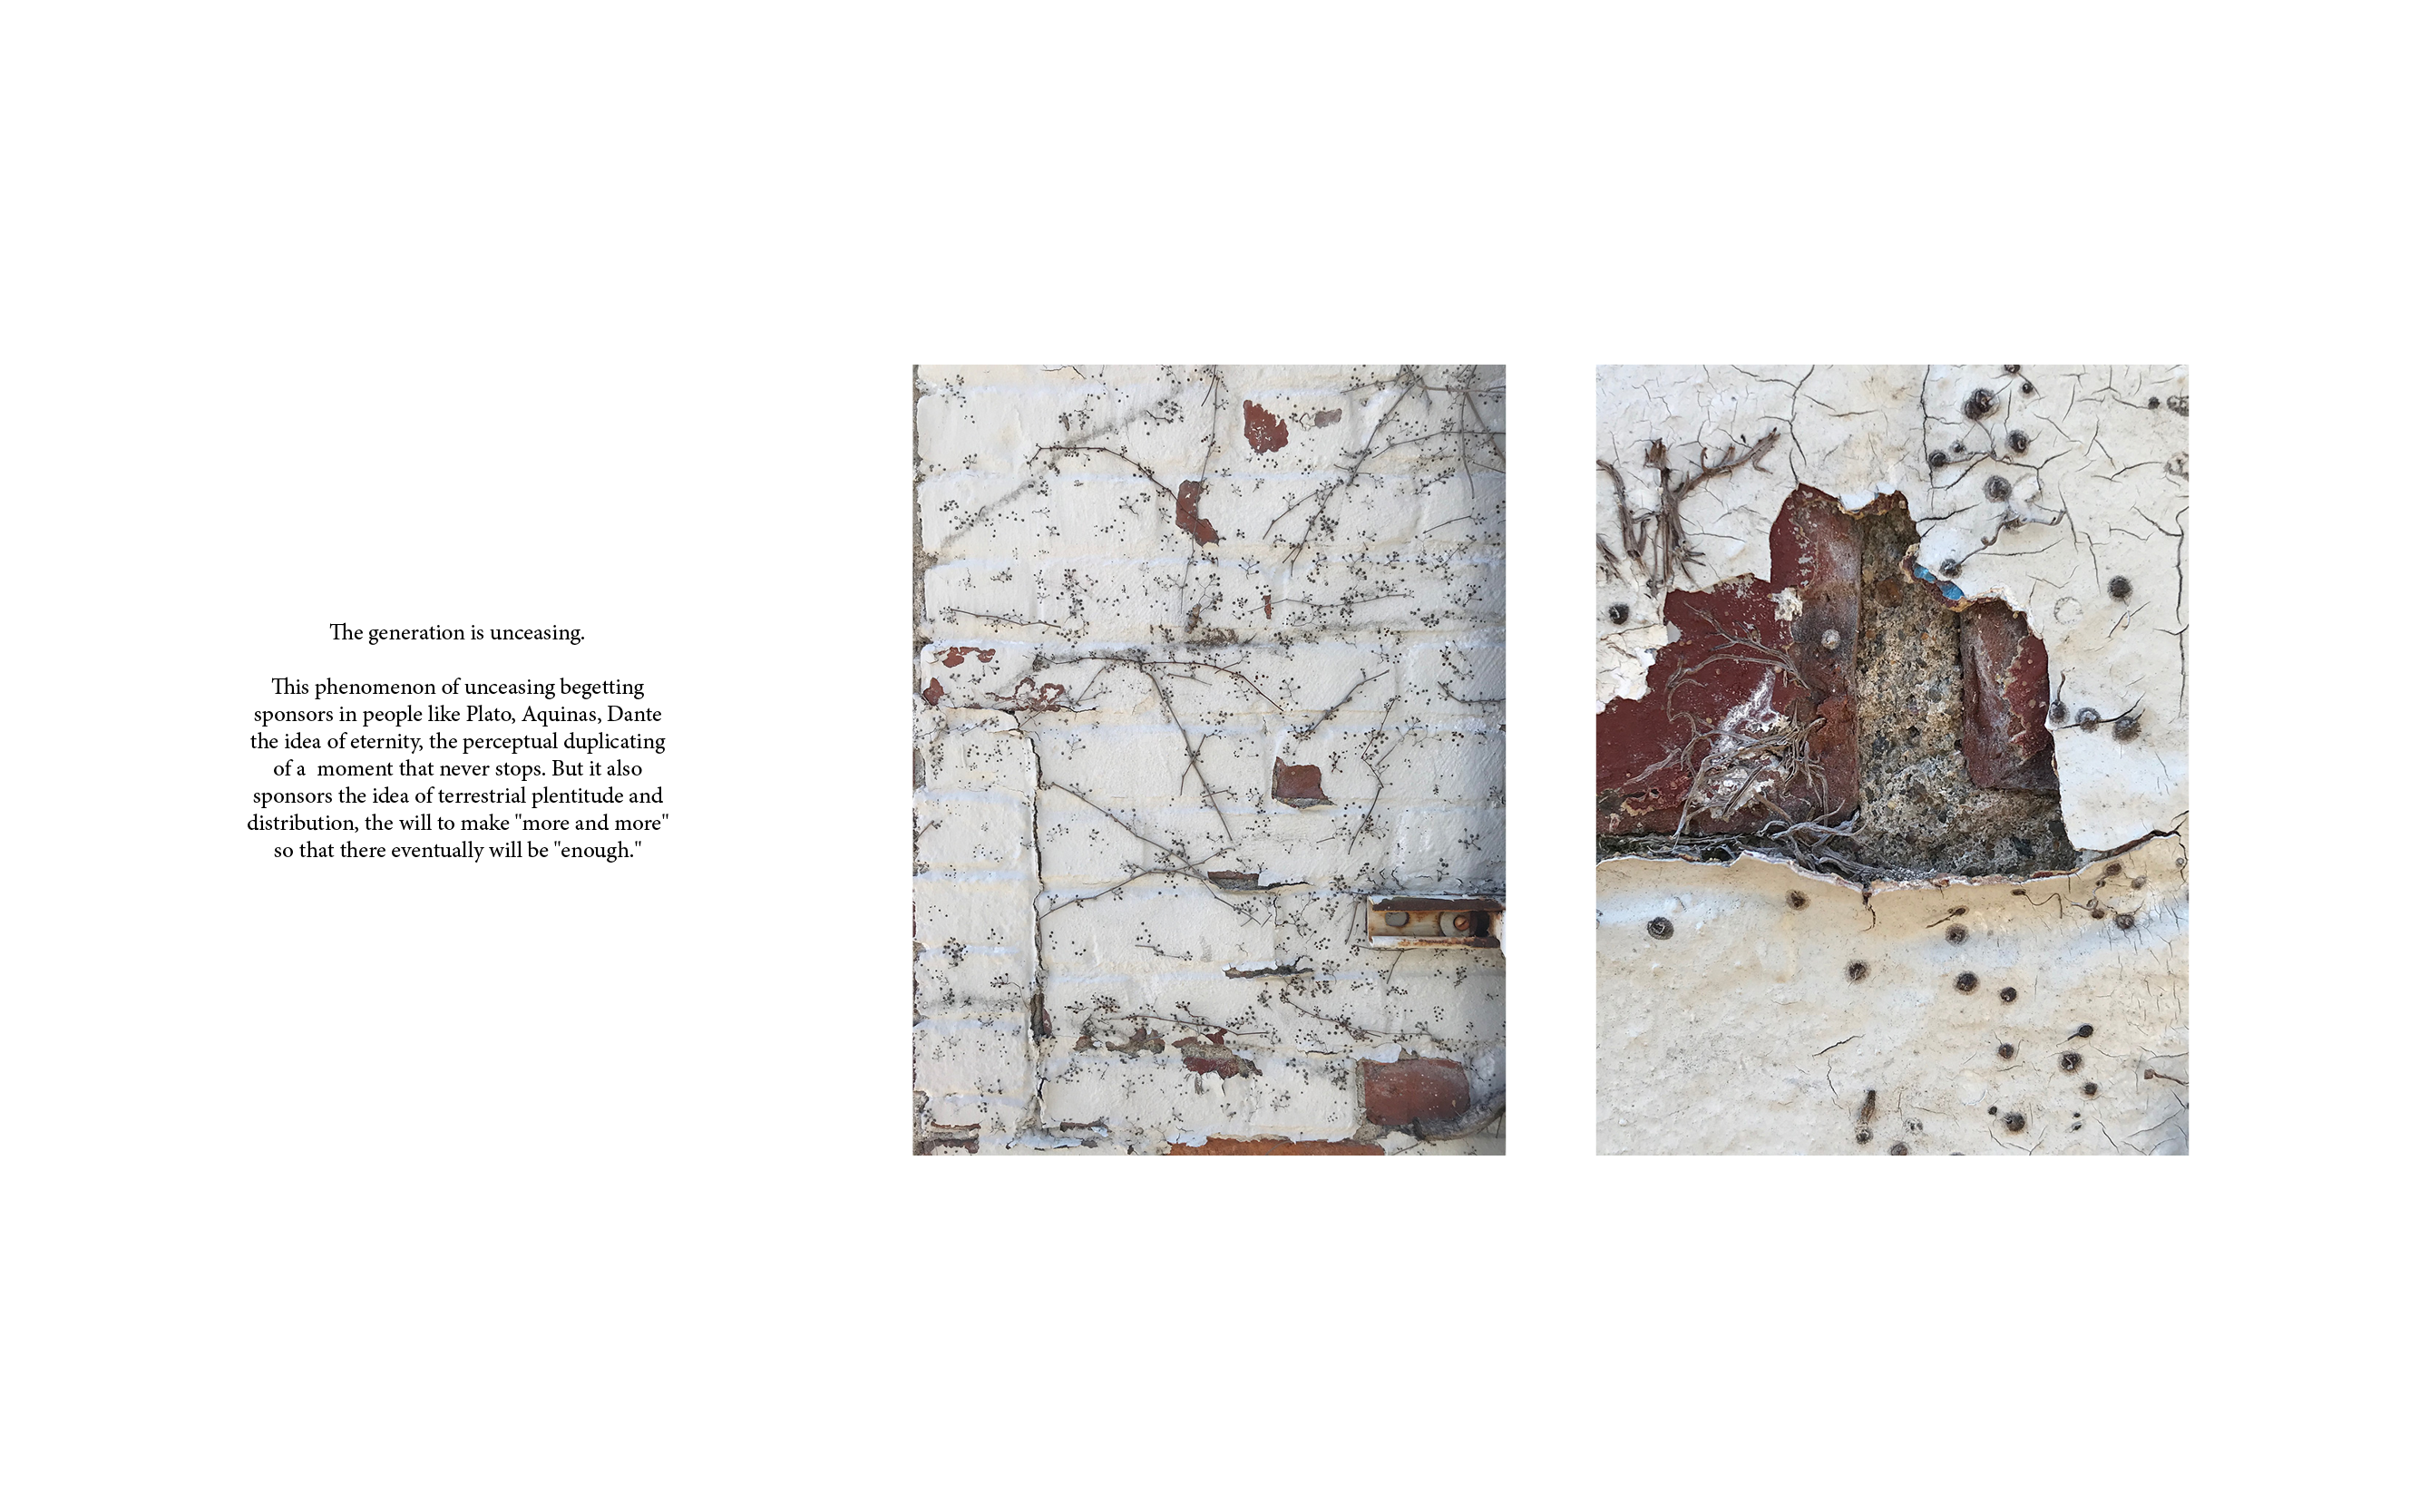 The generation is unceasing.
This phenomenon of unceasing begetting
sponsors in people like Plato, Aquinas, Dante
the idea of eternity, the perceptual duplicating
of a  moment that never stops. But it also
sponsors the idea of terrestrial plentitude and
distribution, the will to make "more and more"
so that there eventually will be "enough."